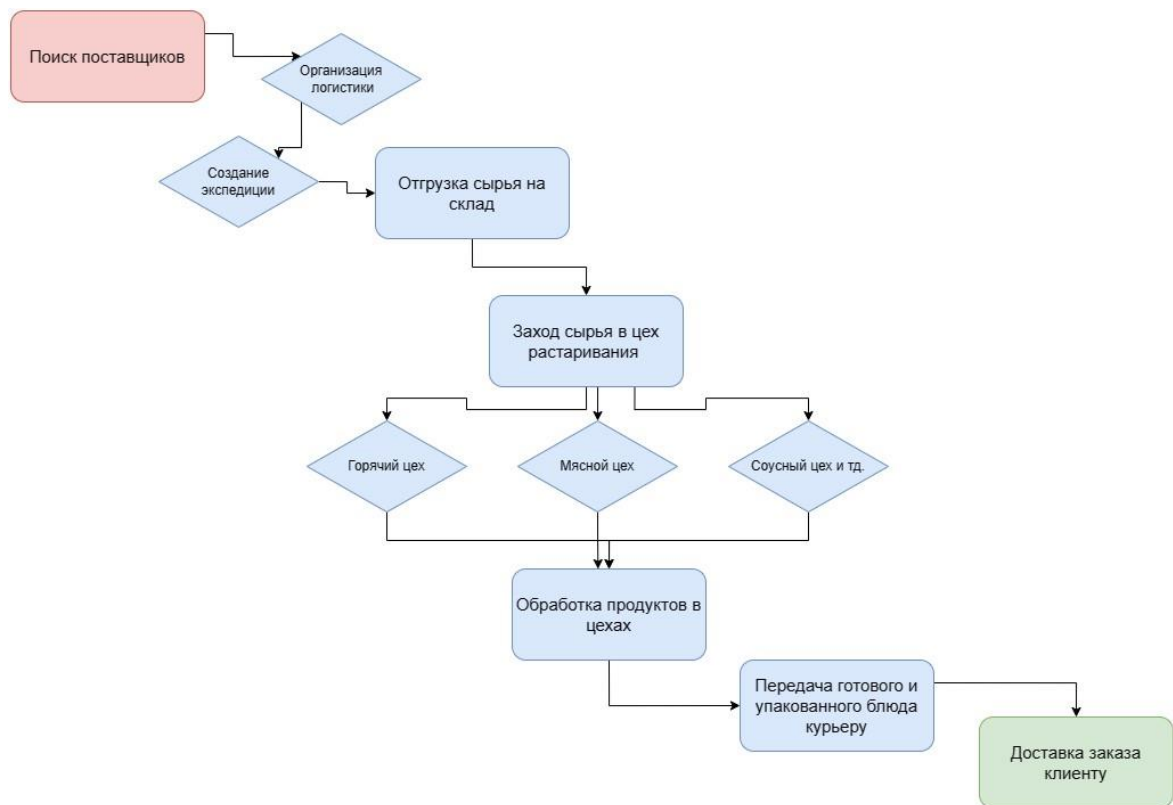 Поиск поставщиков
Организация
логистики
Создание
экспедиции
Отгрузка сырья на
склад
Заход сырья в цех
растаривания
Горячий цех
Мясной цех
Соусный цех и тд.
Обработка продуктов в
цехах
Передача готового и
упакованного блюда
курьеру
Доставка заказа
клиенту